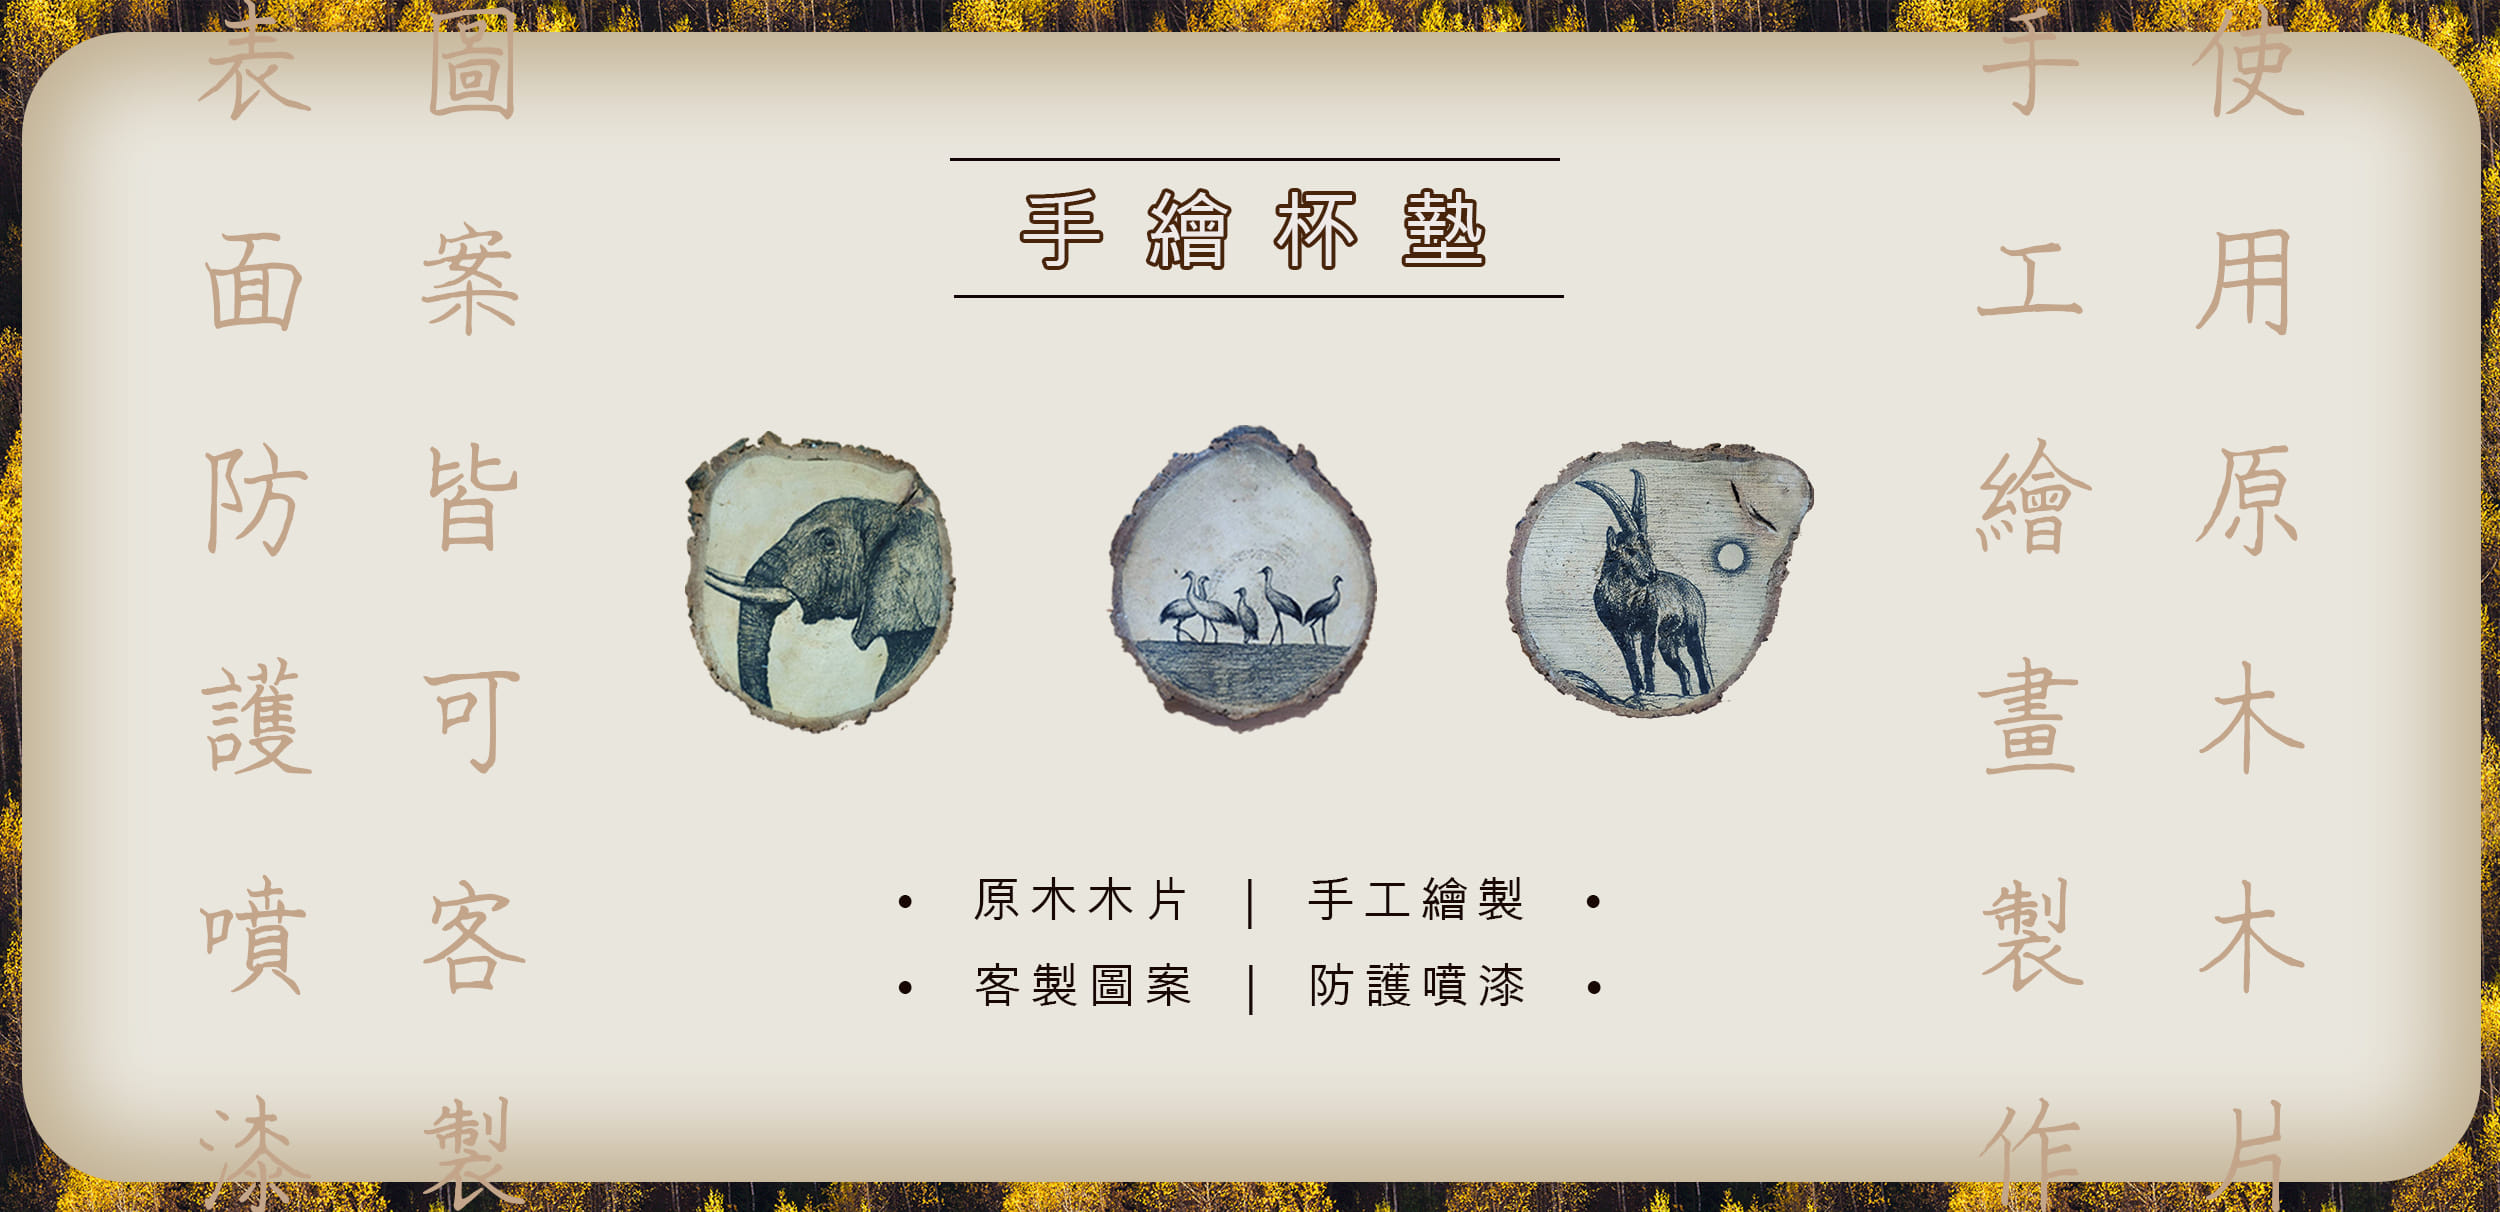 手繪杯墊
使用原木木片
手工繪畫製作
圖案皆可客製
表面防護噴漆
• 原木木片 | 手工繪製 •
• 客製圖案 | 防護噴漆 •